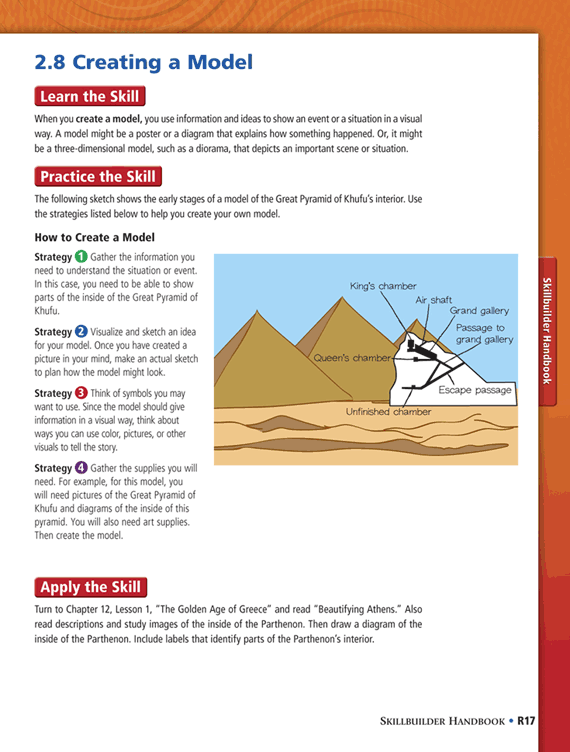 2.8 Creating a Model
Learn the Skill
When you create a model, you use information and ideas to show an event or a situation in a visual
way. A model might be a poster or a diagram that explains how something happened. Or, it might
be a three-dimensional model, such as a diorama, that depicts an important scene or situation.
Practice the Skill
The following sketch shows the early stages of a model of the Great Pyramid of Khufu's interior. Use
the strategies listed below to help you create your own model.
How to Create a Model
Strategy 1 Gather the information you
need to understand the situation or event.
In this case, you need to be able to show
parts of the inside of the Great Pyramid of
Khufu.
Strategy 2 Visualize and sketch an idea
for your model. Once you have created a
picture in your mind, make an actual sketch
to plan how the model might look.
Strategy 3 Think of symbols you may
want to use. Since the model should give
information in a visual way, think about
ways you can use color, pictures, or other
visuals to tell the story.
Strategy 4 Gather the supplies you will
need. For example, for this model, you
will need pictures of the Great Pyramid of
Khufu and diagrams of the inside of this
pyramid. You will also need art supplies.
Then create the model.
King's chamber
Air shaft
Grand gallery
Passage to
grand gallery
Queen's chamber
Escape passage
Unfinished chamber
Apply the Skill
Turn to Chapter 12, Lesson 1, "The Golden Age of Greece" and read "Beautifying Athens." Also
read descriptions and study images of the inside of the Parthenon. Then draw a diagram of the
inside of the Parthenon. Include labels that identify parts of the Parthenon's interior.
Skillbuilder Handbook
SKILLBUILDER HANDBOOK • R17